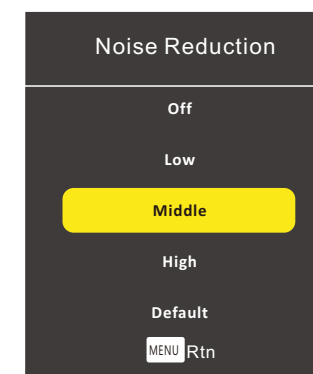 Noise Reduction
Off
Low
Middle
High
Default
MENU Rtn